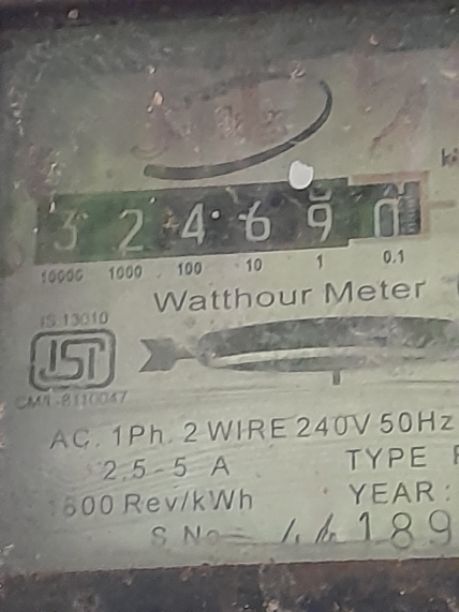 3 2 4 6 9 0
10000 1000 100 10 1 0.1
Watthour Meter
IS 13010
ISI
CM/L-8110047
AC. 1Ph. 2 WIRE 240V 50Hz
2.5-5 A TYPE
1600 Rev/kWh YEAR:
S No 189